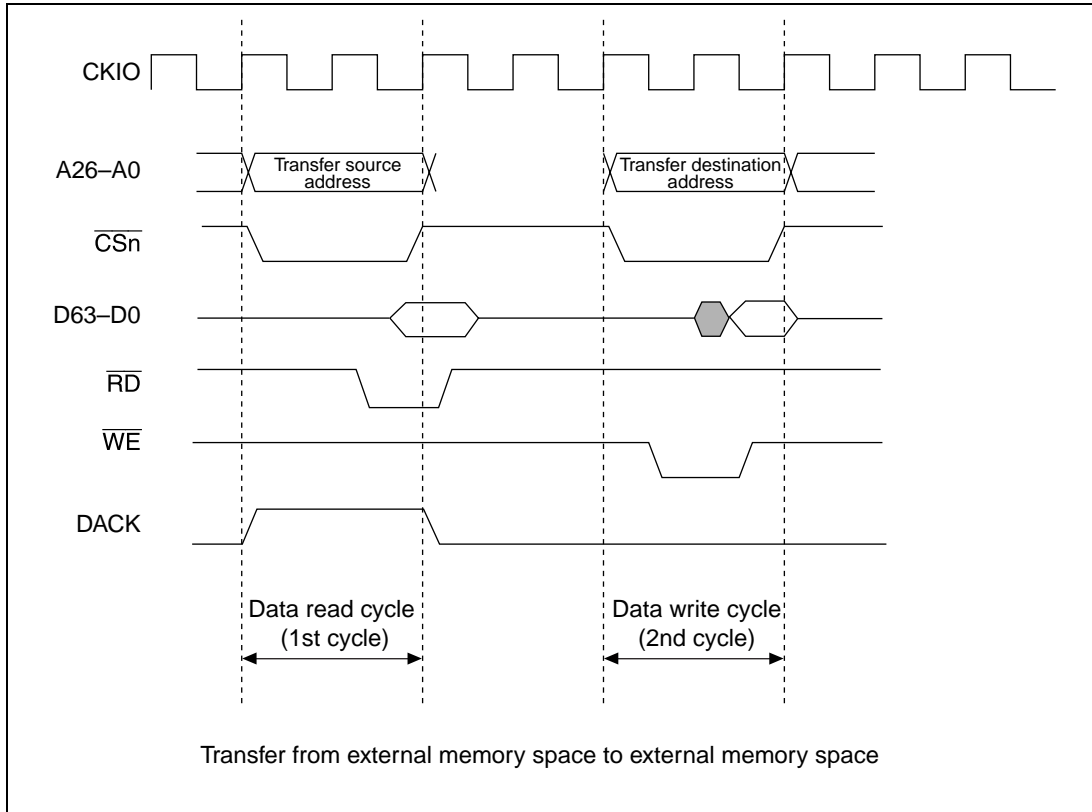 CKIO
A26–A0
Transfer source
address
Transfer destination
address
CSn
D63–D0
RD
WE
DACK
Data read cycle
(1st cycle)
Data write cycle
(2nd cycle)
Transfer from external memory space to external memory space